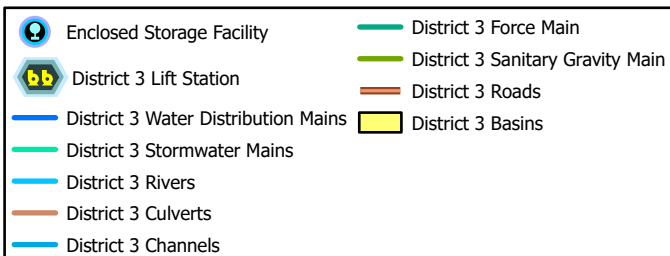 Enclosed Storage Facility
District 3 Lift Station
District 3 Water Distribution Mains
District 3 Stormwater Mains
District 3 Rivers
District 3 Culverts
District 3 Channels
District 3 Force Main
District 3 Sanitary Gravity Main
District 3 Roads
District 3 Basins